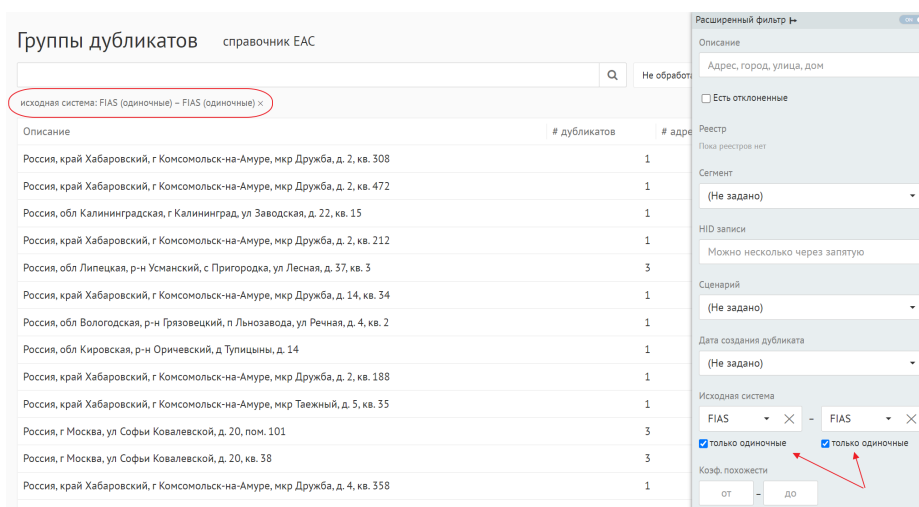 Группы дубликатов справочник ЕАС
Не обработа
исходная система: FIAS (одиночные) – FIAS (одиночные) ×
Описание # дубликатов # адре
Россия, край Хабаровский, г Комсомольск-на-Амуре, мкр Дружба, д. 2, кв. 308 1
Россия, край Хабаровский, г Комсомольск-на-Амуре, мкр Дружба, д. 2, кв. 472 1
Россия, обл Калининградская, г Калининград, ул Заводская, д. 22, кв. 15 1
Россия, край Хабаровский, г Комсомольск-на-Амуре, мкр Дружба, д. 2, кв. 212 1
Россия, обл Липецкая, р-н Усманский, с Пригородка, ул Лесная, д. 37, кв. 3 3
Россия, край Хабаровский, г Комсомольск-на-Амуре, мкр Дружба, д. 14, кв. 34 1
Россия, обл Вологодская, р-н Грязовецкий, п Льнозавода, ул Речная, д. 4, кв. 2 1
Россия, обл Кировская, р-н Оричевский, д Тупицыны, д. 14 1
Россия, край Хабаровский, г Комсомольск-на-Амуре, мкр Дружба, д. 2, кв. 188 1
Россия, край Хабаровский, г Комсомольск-на-Амуре, мкр Таежный, д. 5, кв. 35 1
Россия, г Москва, ул Софьи Ковалевской, д. 20, пом. 101 3
Россия, г Москва, ул Софьи Ковалевской, д. 20, кв. 38 3
Россия, край Хабаровский, г Комсомольск-на-Амуре, мкр Дружба, д. 4, кв. 358 1
Расширенный фильтр
Описание
Адрес, город, улица, дом
Есть отклоненные
Реестр
Пока реестров нет
Сегмент
(Не задано)
HID записи
Можно несколько через запятую
Сценарий
(Не задано)
Дата создания дубликата
(Не задано)
Исходная система
FIAS × – FIAS ×
только одиночные только одиночные
Коэф. похожести
от – до